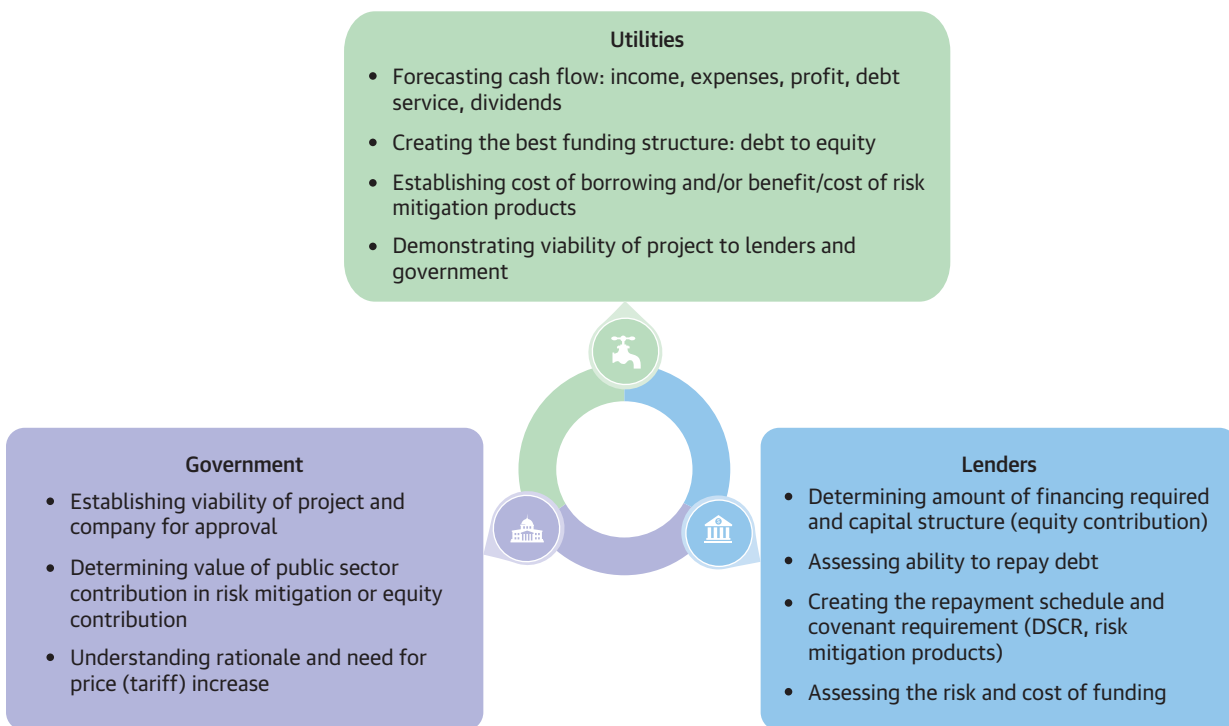 Utilities
• Forecasting cash flow: income, expenses, profit, debt
service, dividends
• Creating the best funding structure: debt to equity
• Establishing cost of borrowing and/or benefit/cost of risk
mitigation products
• Demonstrating viability of project to lenders and
government
Government
• Establishing viability of project and
company for approval
• Determining value of public sector
contribution in risk mitigation or equity
contribution
• Understanding rationale and need for
price (tariff) increase
Lenders
• Determining amount of financing required
and capital structure (equity contribution)
• Assessing ability to repay debt
• Creating the repayment schedule and
covenant requirement (DSCR, risk
mitigation products)
• Assessing the risk and cost of funding